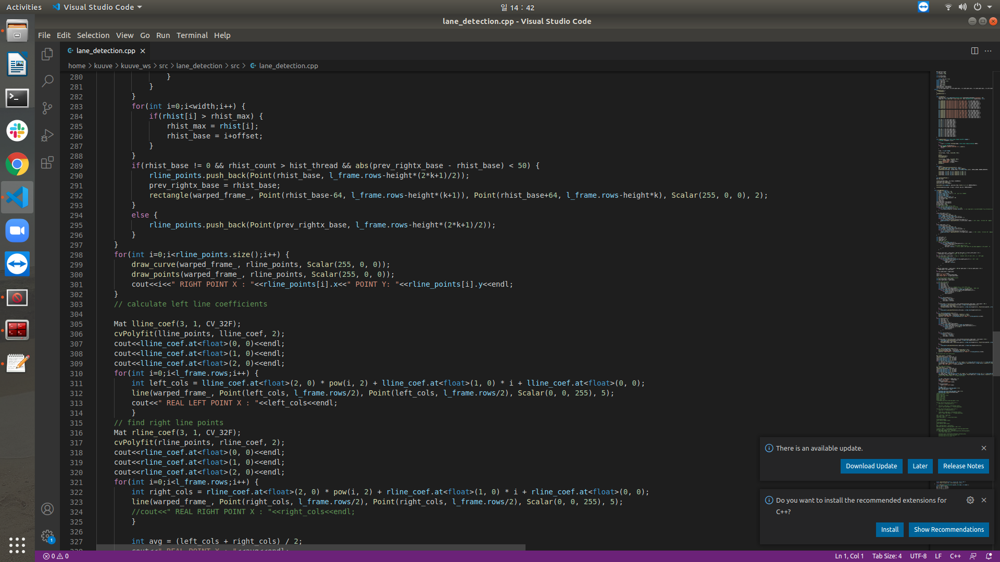 Activities
Visual Studio Code
일 14 : 42
lane_detection.cpp - Visual Studio Code
File Edit Selection View Go Run Terminal Help
lane_detection.cpp
home > kuuve > kuuve_ws > src > lane_detection > src > lane_detection.cpp
280 }
281 }
282 }
283 for(int i=0;i<width;i++) {
284 if(rhist[i] > rhist_max) {
285 rhist_max = rhist[i];
286 rhist_base = i+offset;
287 }
288 }
289 if(rhist_base != 0 && rhist_count > hist_thread && abs(prev_rightx_base - rhist_base) < 50) {
290 rline_points.push_back(Point(rhist_base, l_frame.rows-height*(2*k+1)/2));
291 prev_rightx_base = rhist_base;
292 rectangle(warped_frame_, Point(rhist_base-64, l_frame.rows-height*(k+1)), Point(rhist_base+64, l_frame.rows-height*k), Scalar(255, 0, 0), 2);
293 }
294 else {
295 rline_points.push_back(Point(prev_rightx_base, l_frame.rows-height*(2*k+1)/2));
296 }
297 }
298 for(int i=0;i<rline_points.size();i++) {
299 draw_curve(warped_frame_, rline_points, Scalar(255, 0, 0));
300 draw_points(warped_frame_, rline_points, Scalar(255, 0, 0));
301 cout<<i<<" RIGHT POINT X : "<<rline_points[i].x<<" POINT Y: "<<rline_points[i].y<<endl;
302 }
303 // calculate left line coefficients
304
305 Mat lline_coef(3, 1, CV_32F);
306 cvPolyfit(lline_points, lline_coef, 2);
307 cout<<lline_coef.at<float>(0, 0)<<endl;
308 cout<<lline_coef.at<float>(1, 0)<<endl;
309 cout<<lline_coef.at<float>(2, 0)<<endl;
310 for(int i=0;i<l_frame.rows;i++) {
311 int left_cols = lline_coef.at<float>(2, 0) * pow(i, 2) + lline_coef.at<float>(1, 0) * i + lline_coef.at<float>(0, 0);
312 line(warped_frame_, Point(left_cols, l_frame.rows/2), Point(left_cols, l_frame.rows/2), Scalar(0, 0, 255), 5);
313 cout<<" REAL LEFT POINT X : "<<left_cols<<endl;
314 }
315 // find right line points
316 Mat rline_coef(3, 1, CV_32F);
317 cvPolyfit(rline_points, rline_coef, 2);
318 cout<<rline_coef.at<float>(0, 0)<<endl;
319 cout<<rline_coef.at<float>(1, 0)<<endl;
320 cout<<rline_coef.at<float>(2, 0)<<endl;
321 for(int i=0;i<l_frame.rows;i++) {
322 int right_cols = rline_coef.at<float>(2, 0) * pow(i, 2) + rline_coef.at<float>(1, 0) * i + rline_coef.at<float>(0, 0);
323 line(warped_frame_, Point(right_cols, l_frame.rows/2), Point(right_cols, l_frame.rows/2), Scalar(0, 0, 255), 5);
324 //cout<<" REAL RIGHT POINT X : "<<right_cols<<endl;
325 }
326
327 int avg = (left_cols + right_cols) / 2;
328 cout<<" REAL POINT X : "<<avg<<endl;
There is an available update.
Download Update Later Release Notes
Do you want to install the recommended extensions for
C++?
Install Show Recommendations
1
0 0 Ln 1, Col 1 Tab Size: 4 UTF-8 LF C++